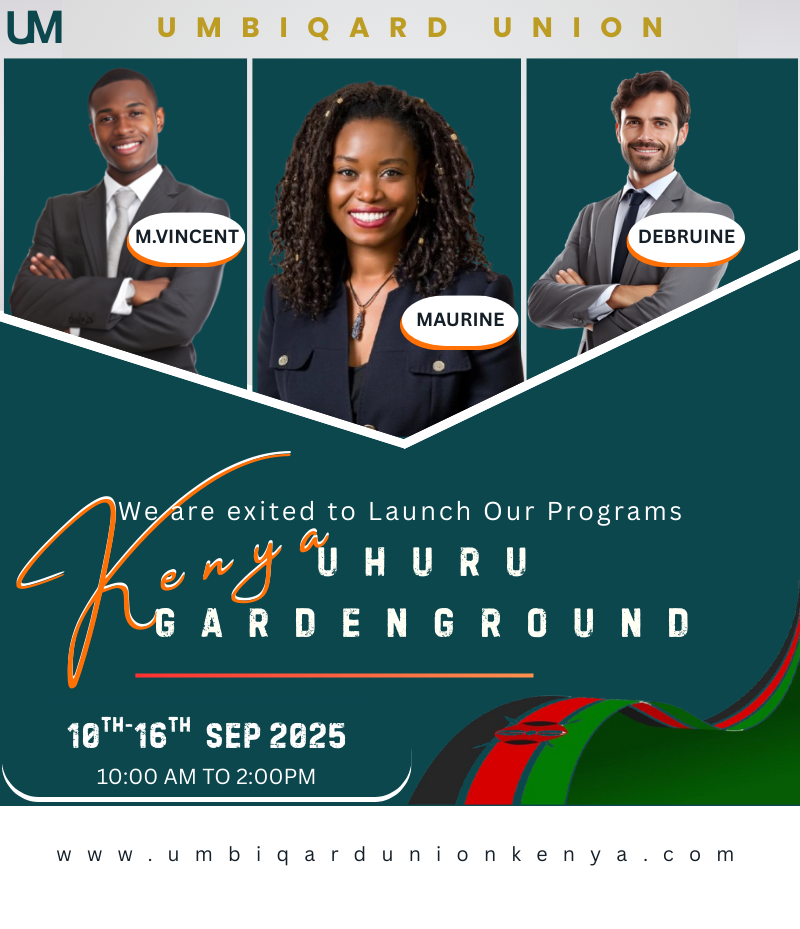 UM
UMBIQARD UNION
M.VINCENT
DEBRUINE
MAURINE
We are exited to Launch Our Programs
Kenya
UHURU
GARDENGROUND
10TH-16TH SEP 2025
10:00 AM TO 2:00PM
www.umbiqardunionkenya.com